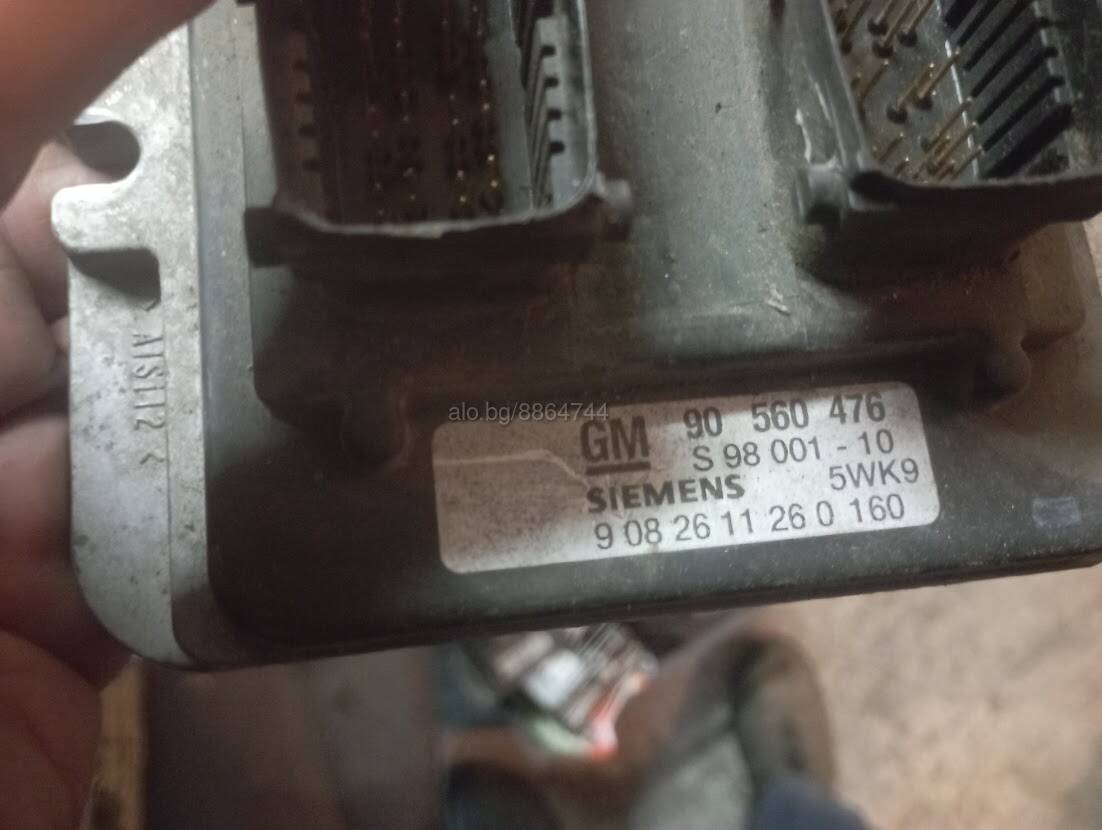 > AlSi12 <
alo.bg/8864744
GM 90 560 476
S 98 001 - 10
SIEMENS 5WK9
9 08 26 11 26 0 160